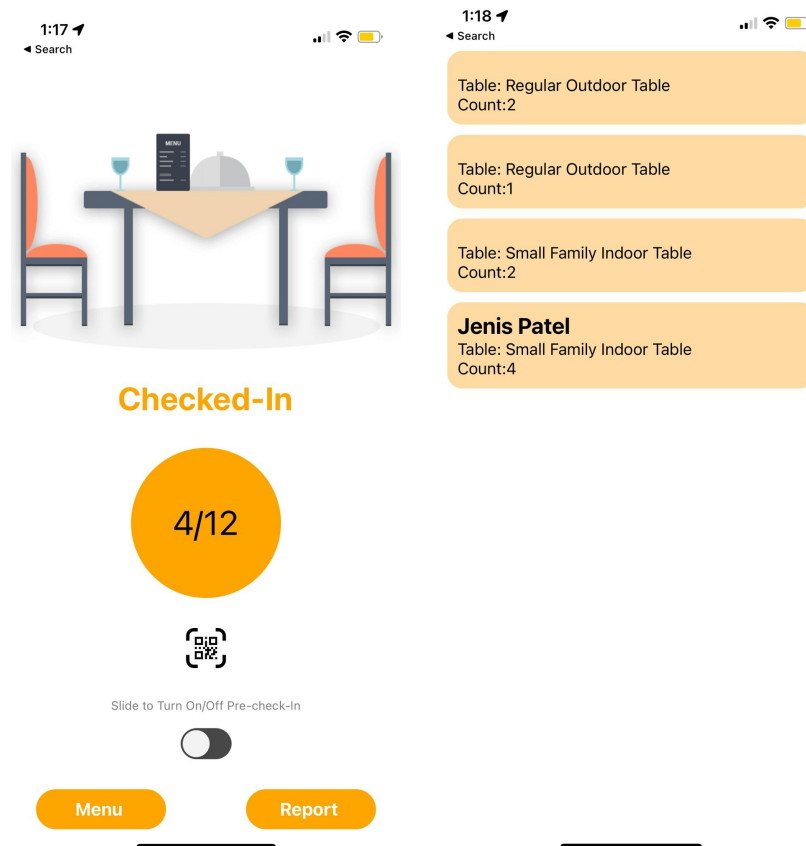 1:17
◀ Search
MENU
Checked-In
4/12
Slide to Turn On/Off Pre-check-In
Menu
Report
1:18
◀ Search
Table: Regular Outdoor Table
Count:2
Table: Regular Outdoor Table
Count:1
Table: Small Family Indoor Table
Count:2
Jenis Patel
Table: Small Family Indoor Table
Count:4